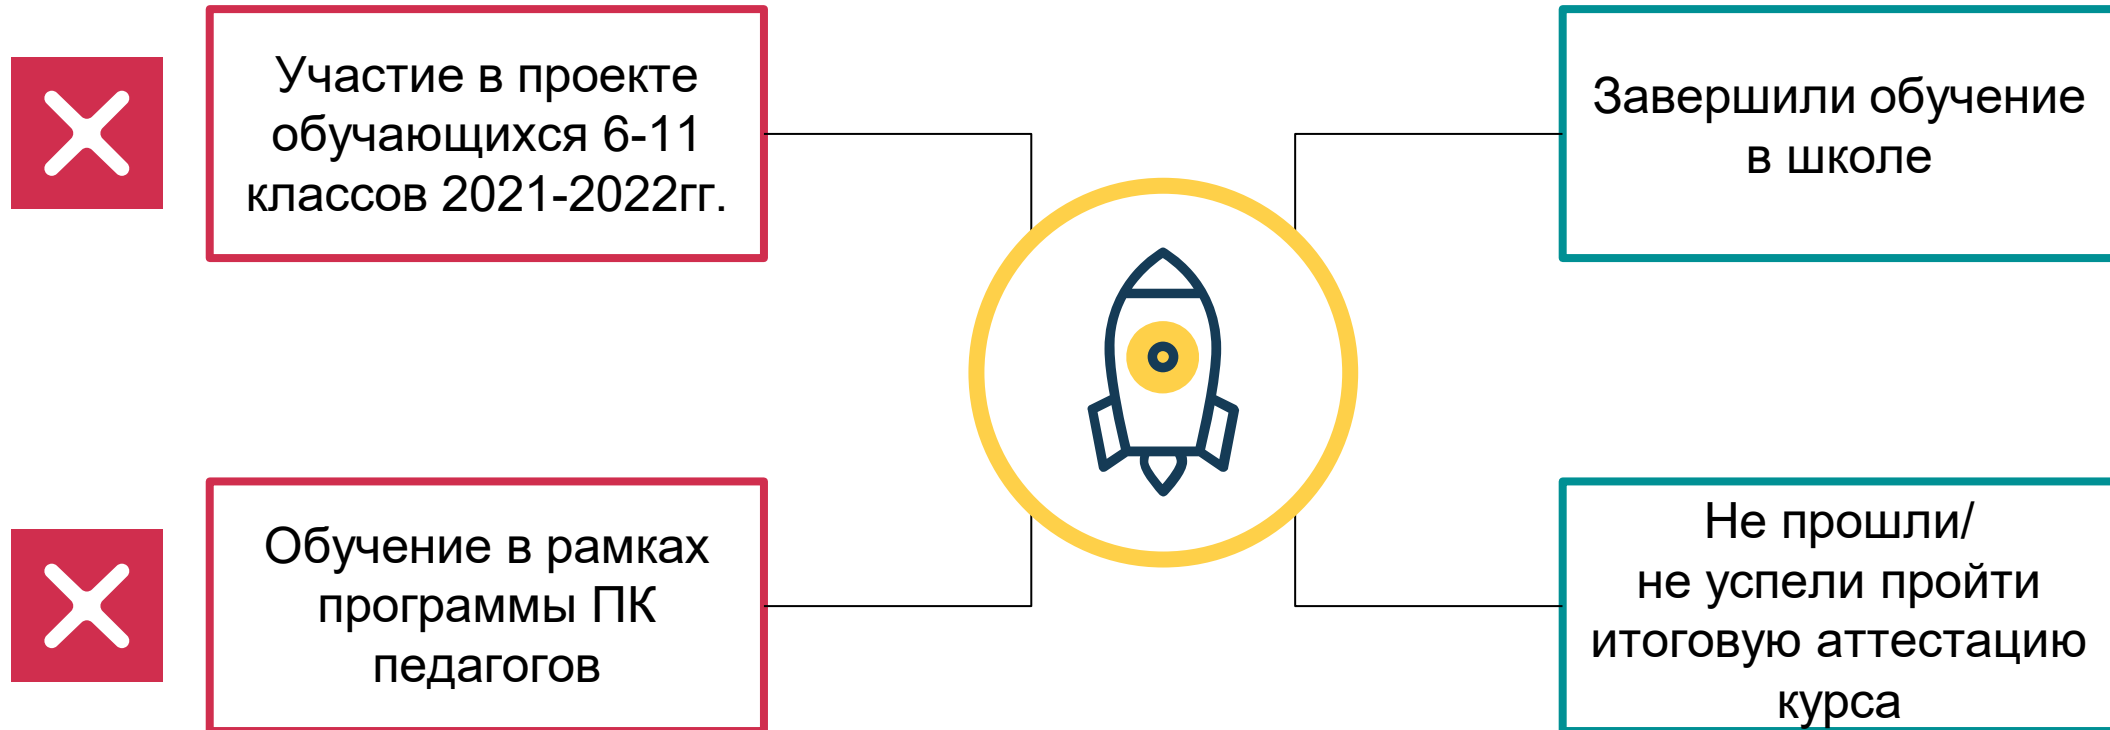 Участие в проекте
обучающихся 6-11
классов 2021-2022гг.
Завершили обучение
в школе
Обучение в рамках
программы ПК
педагогов
Не прошли/
не успели пройти
итоговую аттестацию
курса